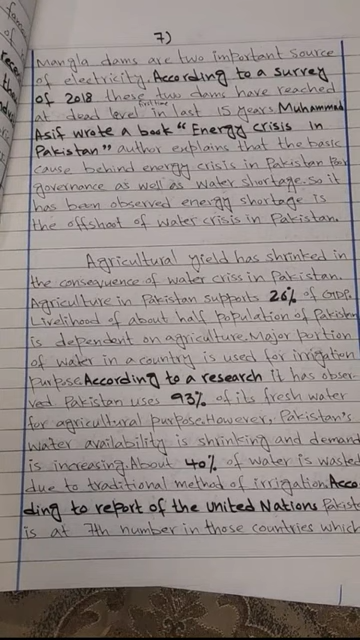 7)
Mangla dams are two important source
of electricity. According to a survey
of 2018 these two dams have reached
at dead level in last 15 years. Muhammad
Asif wrote a book "Energy crisis in
Pakistan" author explains that the basic
cause behind energy crisis in Pakistan
governance as well as water shortage. So it
has been observed energy shortage is
the offshoot of water crisis in Pakistan.
Agricultural yield has shrinked in
the consequence of water criss in Pakistan.
Agriculture in Pakistan supports 26% of GDP.
Livelihood of about half population of Pakistan
is dependent on agriculture. Major portion
of water in a country is used for irrigation
purpose. According to a research it has obser-
ved Pakistan uses 93% of its fresh water
for agricultural purpose. However, Pakistan's
water availability is shrinking and demand
is increasing. About 40% of water is wasted
due to traditional method of irrigation. Acco
ding to report of the united Nations Pakist
is at 7th number in those countries which